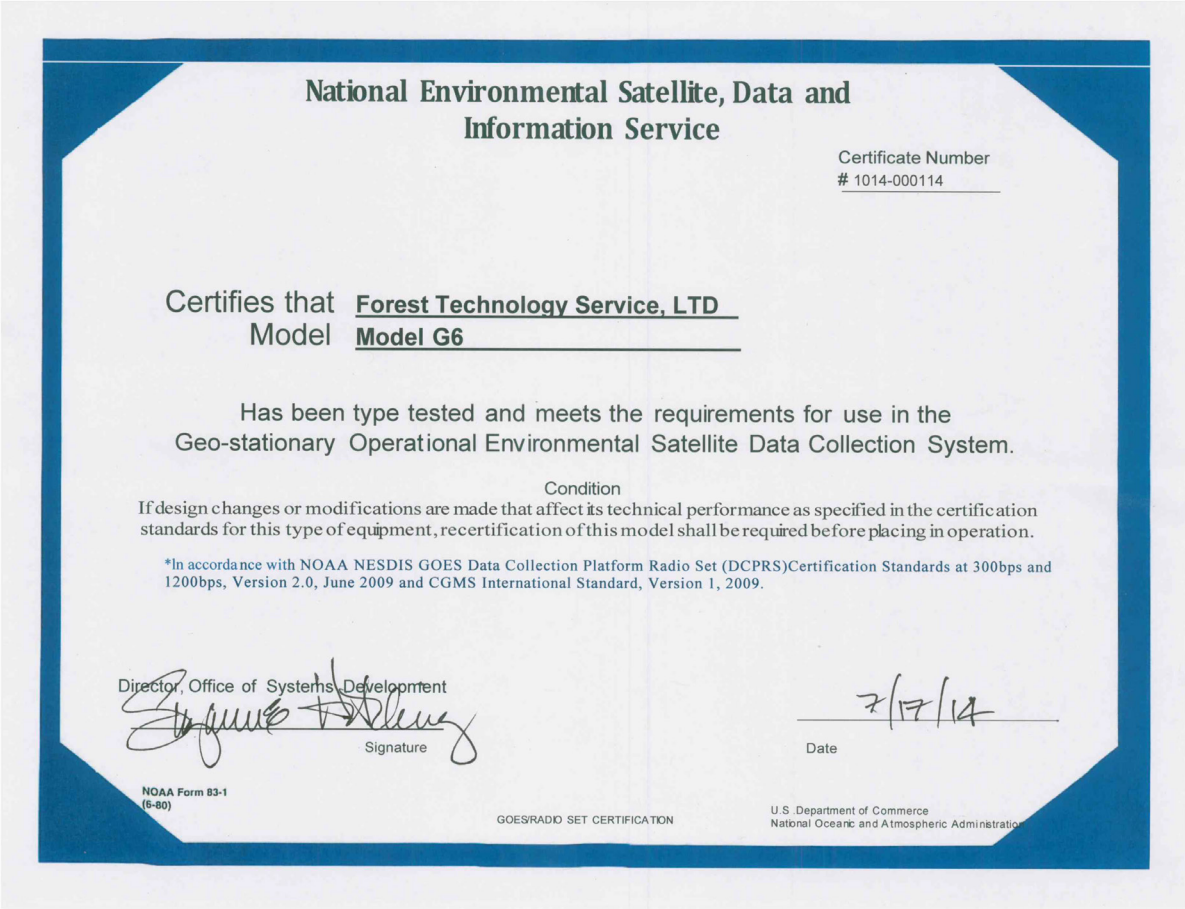 National Environmental Satellite, Data and
Information Service
Certificate Number
# 1014-000114
Certifies that Forest Technology Service, LTD
Model Model G6
Has been type tested and meets the requirements for use in the
Geo-stationary Operational Environmental Satellite Data Collection System.
Condition
If design changes or modifications are made that affect its technical performance as specified in the certification
standards for this type of equipment, recertification of this model shall be required before placing in operation.
*In accordance with NOAA NESDIS GOES Data Collection Platform Radio Set (DCPRS)Certification Standards at 300bps and
1200bps, Version 2.0, June 2009 and CGMS International Standard, Version 1, 2009.
Director, Office of Systems Development
7/17/14
Signature
Date
NOAA Form 83-1
(6-80)
GOES/RADIO SET CERTIFICATION
U.S .Department of Commerce
National Oceanic and Atmospheric Administration